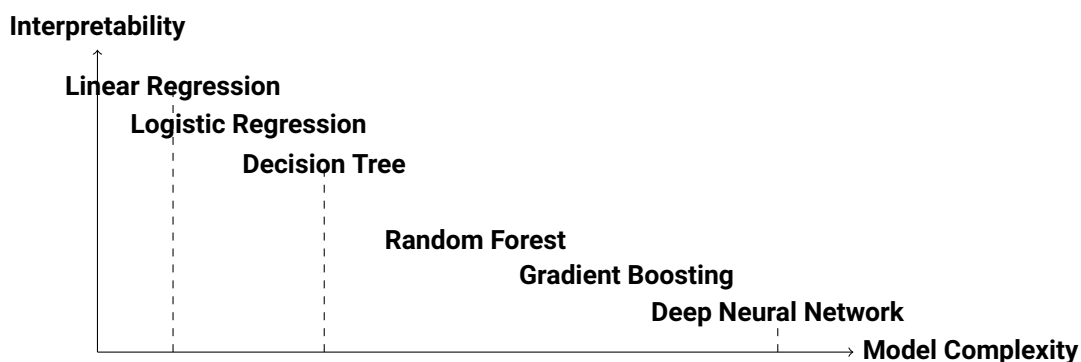 Interpretability
Linear Regression
Logistic Regression
Decision Tree
Random Forest
Gradient Boosting
Deep Neural Network
Model Complexity